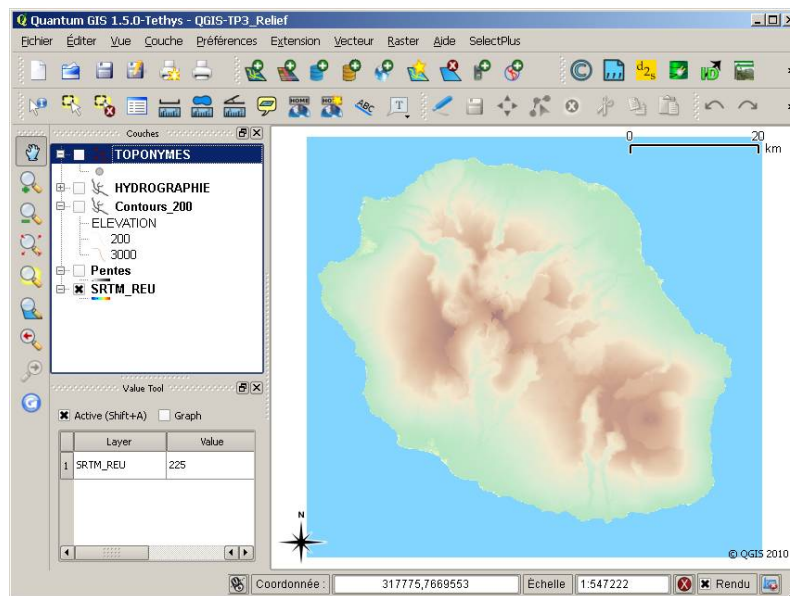 Quantum GIS 1.5.0-Tethys - QGIS-TP3_Relief
Fichier Éditer Vue Couche Préférences Extension Vecteur Raster Aide SelectPlus
Couches
TOPONYMES
HYDROGRAPHIE
Contours_200
ELEVATION
200
3000
Pentes
SRTM_REU
Value Tool
Active (Shift+A) Graph
Layer Value
1 SRTM_REU 225
0 20
km
N
© QGIS 2010
Coordonnée : 317775,7669553 Échelle 1:547222 Rendu